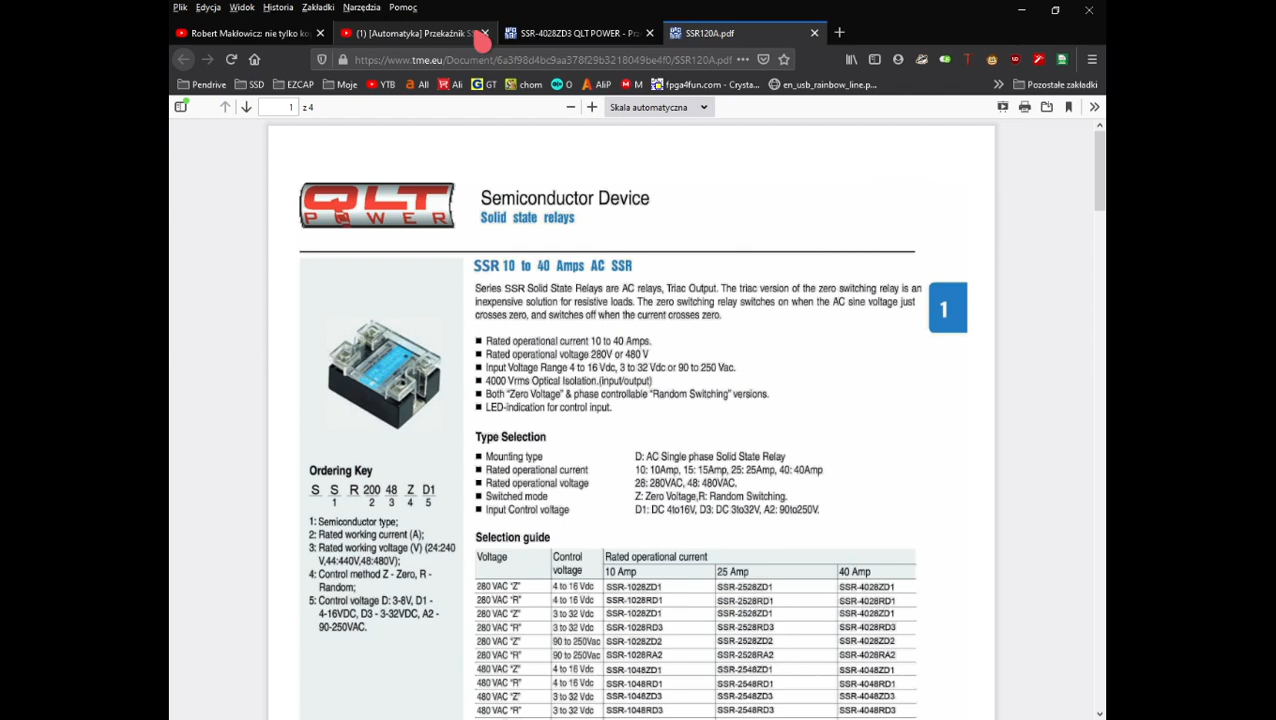 Plik Edycja Widok Historia Zakładki Narzędzia Pomoc
Robert Makłowicz: nie tylko ko
(1) [Automatyka] Przekaźnik SS
SSR-4028ZD3 QLT POWER - Prz
SSR120A.pdf
https://www.tme.eu/Document/6a3f98d4bc9aa378f29b3218049be4f0/SSR120A.pdf
Pendrive SSD EZCAP Moje YTB Ali Ali GT chom O AliP M fpga4fun.com - Crysta... en_usb_rainbow_line.p... Pozostałe zakładki
1 z 4 Skala automatyczna
QLT
POWER
Semiconductor Device
Solid state relays
SSR 10 to 40 Amps AC SSR
Series SSR Solid State Relays are AC relays, Triac Output. The triac version of the zero switching relay is an
inexpensive solution for resistive loads. The zero switching relay switches on when the AC sine voltage just
crosses zero, and switches off when the current crosses zero.
1
■ Rated operational current 10 to 40 Amps.
■ Rated operational voltage 280V or 480 V
■ Input Voltage Range 4 to 16 Vdc, 3 to 32 Vdc or 90 to 250 Vac.
■ 4000 Vrms Optical Isolation.(input/output)
■ Both "Zero Voltage" & phase controllable "Random Switching" versions.
■ LED-indication for control input.
Type Selection
■ Mounting type D: AC Single phase Solid State Relay
■ Rated operational current 10: 10Amp, 15: 15Amp, 25: 25Amp, 40: 40Amp
■ Rated operational voltage 28: 280VAC, 48: 480VAC.
■ Switched mode Z: Zero Voltage,R: Random Switching.
■ Input Control voltage D1: DC 4to16V, D3: DC 3to32V, A2: 90to250V.
Ordering Key
S S R 200 48 Z D1
1 2 3 4 5
1: Semiconductor type;
2: Rated working current (A);
3: Rated working voltage (V) (24:240
V,44:440V,48:480V);
4: Control method Z - Zero, R -
Random;
5: Control voltage D: 3-8V, D1 -
4-16VDC, D3 - 3-32VDC, A2 -
90-250VAC.
Selection guide
Voltage Control voltage Rated operational current
10 Amp 25 Amp 40 Amp
280 VAC "Z" 4 to 16 Vdc SSR-1028ZD1 SSR-2528ZD1 SSR-4028ZD1
280 VAC "R" 4 to 16 Vdc SSR-1028RD1 SSR-2528RD1 SSR-4028RD1
280 VAC "Z" 3 to 32 Vdc SSR-1028ZD1 SSR-2528ZD1 SSR-4028ZD1
280 VAC "R" 3 to 32 Vdc SSR-1028RD3 SSR-2528RD3 SSR-4028RD3
280 VAC "Z" 90 to 250Vac SSR-1028ZD2 SSR-2528ZD2 SSR-4028ZD2
280 VAC "R" 90 to 250Vac SSR-1028RA2 SSR-2528RA2 SSR-4028RA2
480 VAC "Z" 4 to 16 Vdc SSR-1048ZD1 SSR-2548ZD1 SSR-4048ZD1
480 VAC "R" 4 to 16 Vdc SSR-1048RD1 SSR-2548RD1 SSR-4048RD1
480 VAC "Z" 3 to 32 Vdc SSR-1048ZD3 SSR-2548ZD3 SSR-4048ZD3
480 VAC "R" 3 to 32 Vdc SSR-1048RD3 SSR-2548RD3 SSR-4048RD3